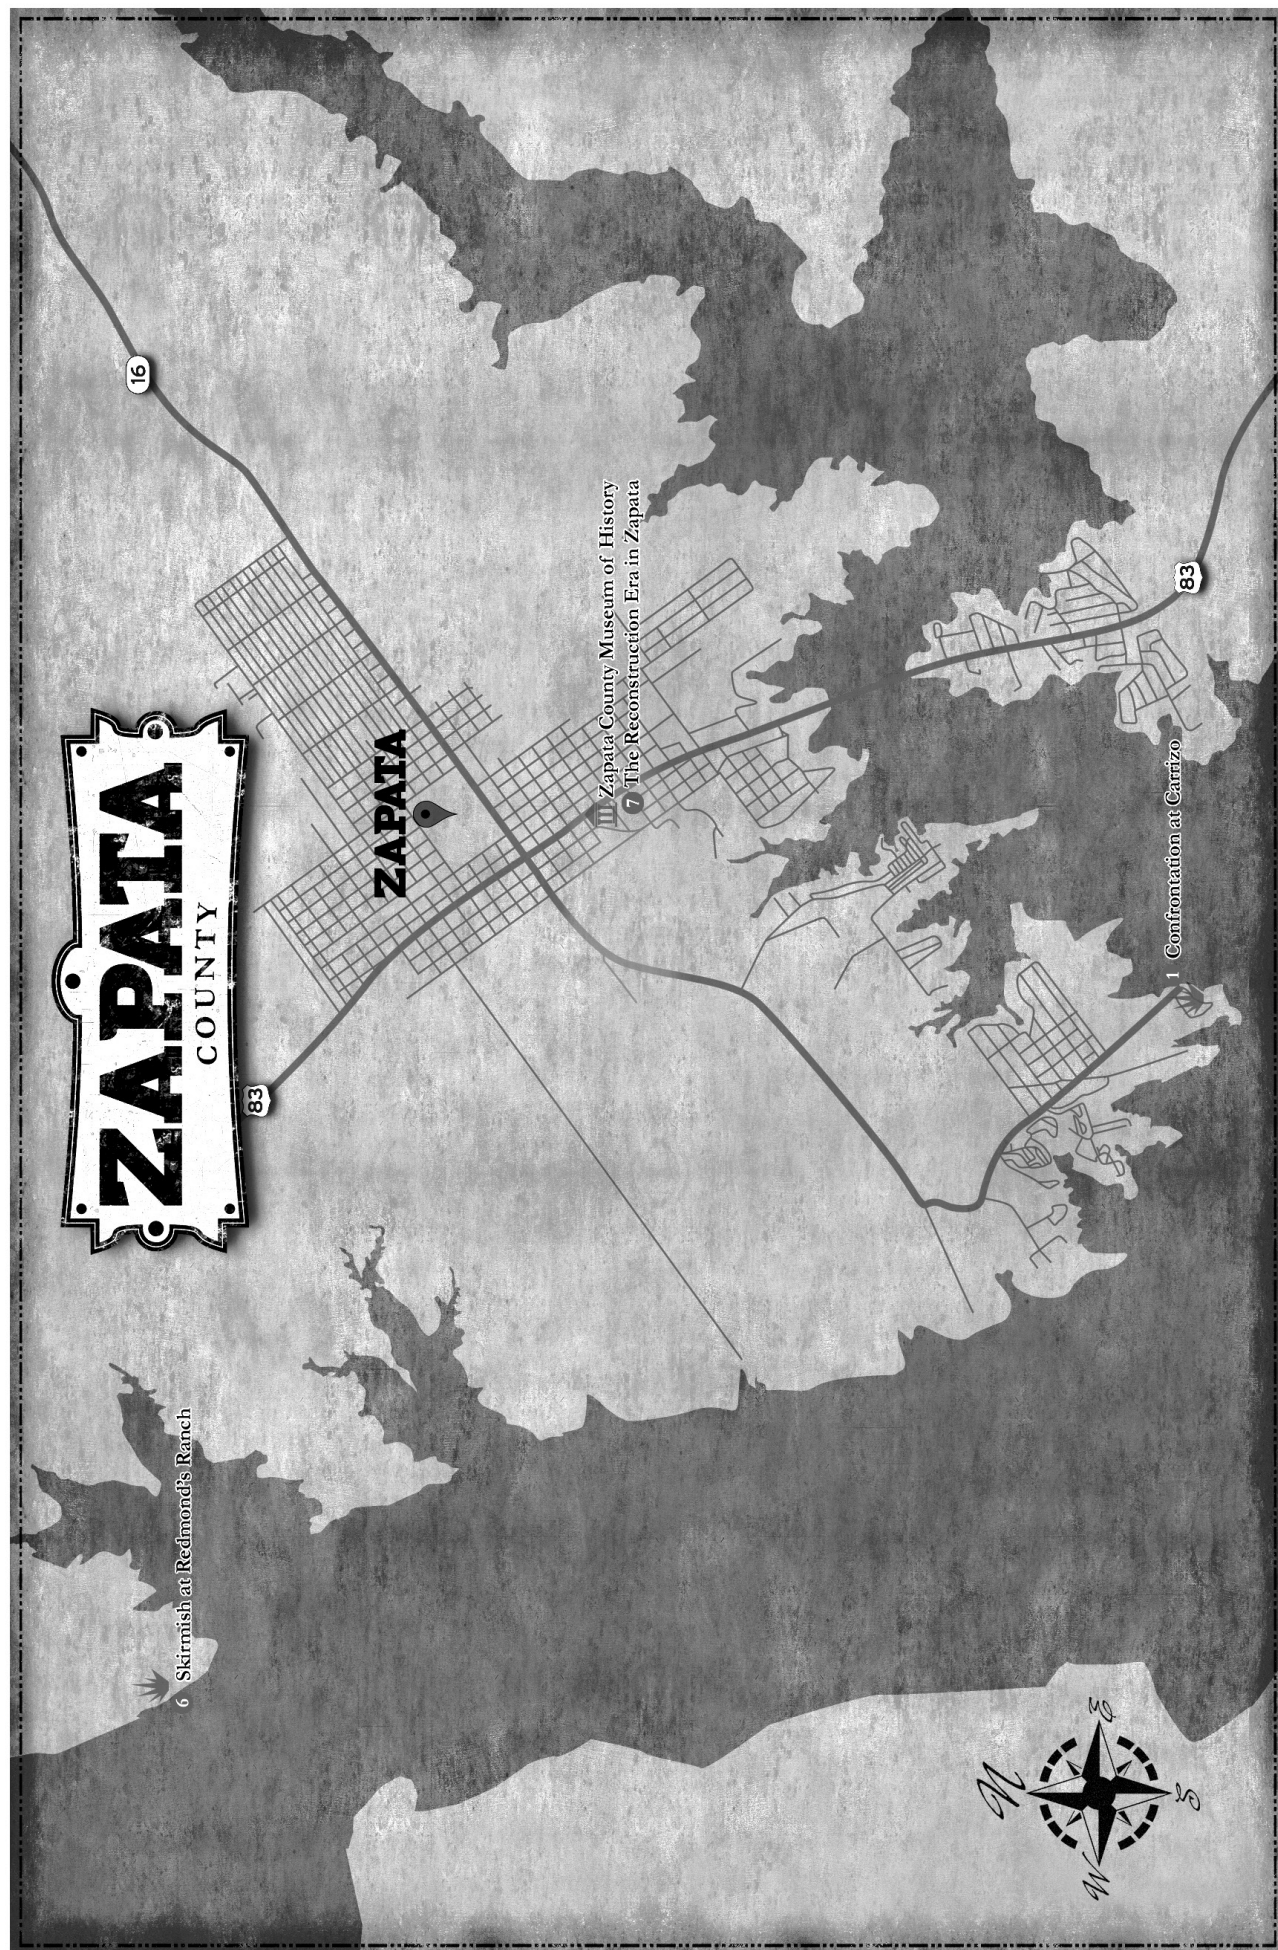 ZAPATA
COUNTY
16
83
ZAPATA
Zapata County Museum of History
7 The Reconstruction Era in Zapata
83
1 Confrontation at Carrizo
6 Skirmish at Redmond's Ranch
N
E
S
W